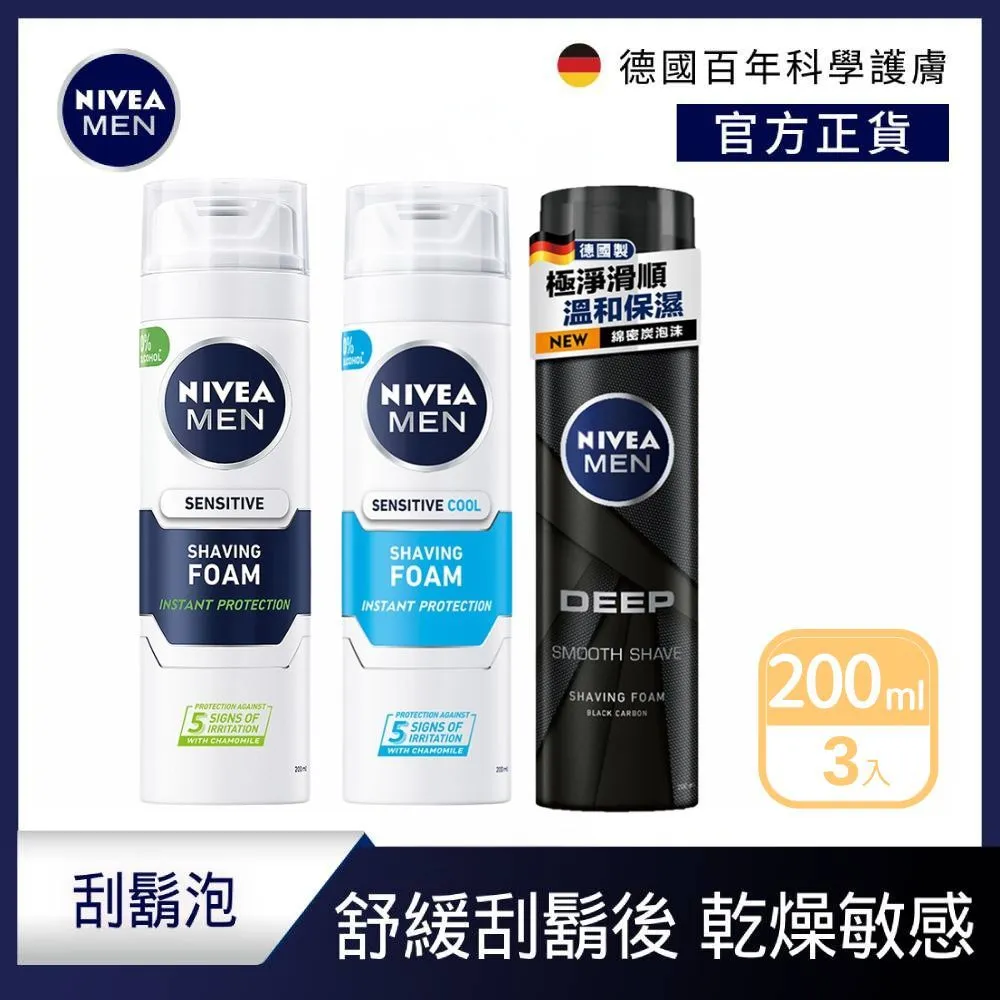 NIVEA
MEN
德國百年科學護膚
官方正貨
0%
ALCOHOL
NIVEA
MEN
SENSITIVE
SHAVING
FOAM
INSTANT PROTECTION
PROTECTION AGAINST
5 SIGNS OF
IRRITATION
WITH CHAMOMILE
200 ml
NIVEA
MEN
SENSITIVE COOL
SHAVING
FOAM
INSTANT PROTECTION
PROTECTION AGAINST
5 SIGNS OF
IRRITATION
WITH CHAMOMILE
200 ml
德國製
極淨滑順
溫和保濕
NEW 綿密炭泡沫
NIVEA
MEN
DEEP
SMOOTH SHAVE
SHAVING FOAM
BLACK CARBON
200ml
3入
刮鬍泡
舒緩刮鬍後 乾燥敏感